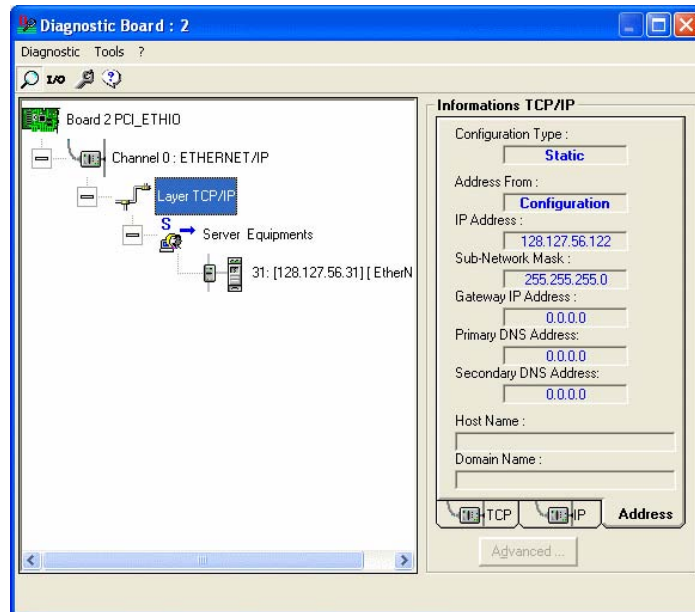 Diagnostic Board : 2
Diagnostic Tools ?
I/O
Board 2 PCI_ETHIO
Channel 0 : ETHERNET/IP
Layer TCP/IP
S
Server Equipments
31: [128.127.56.31] [ EtherN
Informations TCP/IP
Configuration Type :
Static
Address From :
Configuration
IP Address :
128.127.56.122
Sub-Network Mask :
255.255.255.0
Gateway IP Address :
0.0.0.0
Primary DNS Address:
0.0.0.0
Secondary DNS Address:
0.0.0.0
Host Name :
Domain Name :
TCP IP Address
Advanced ...